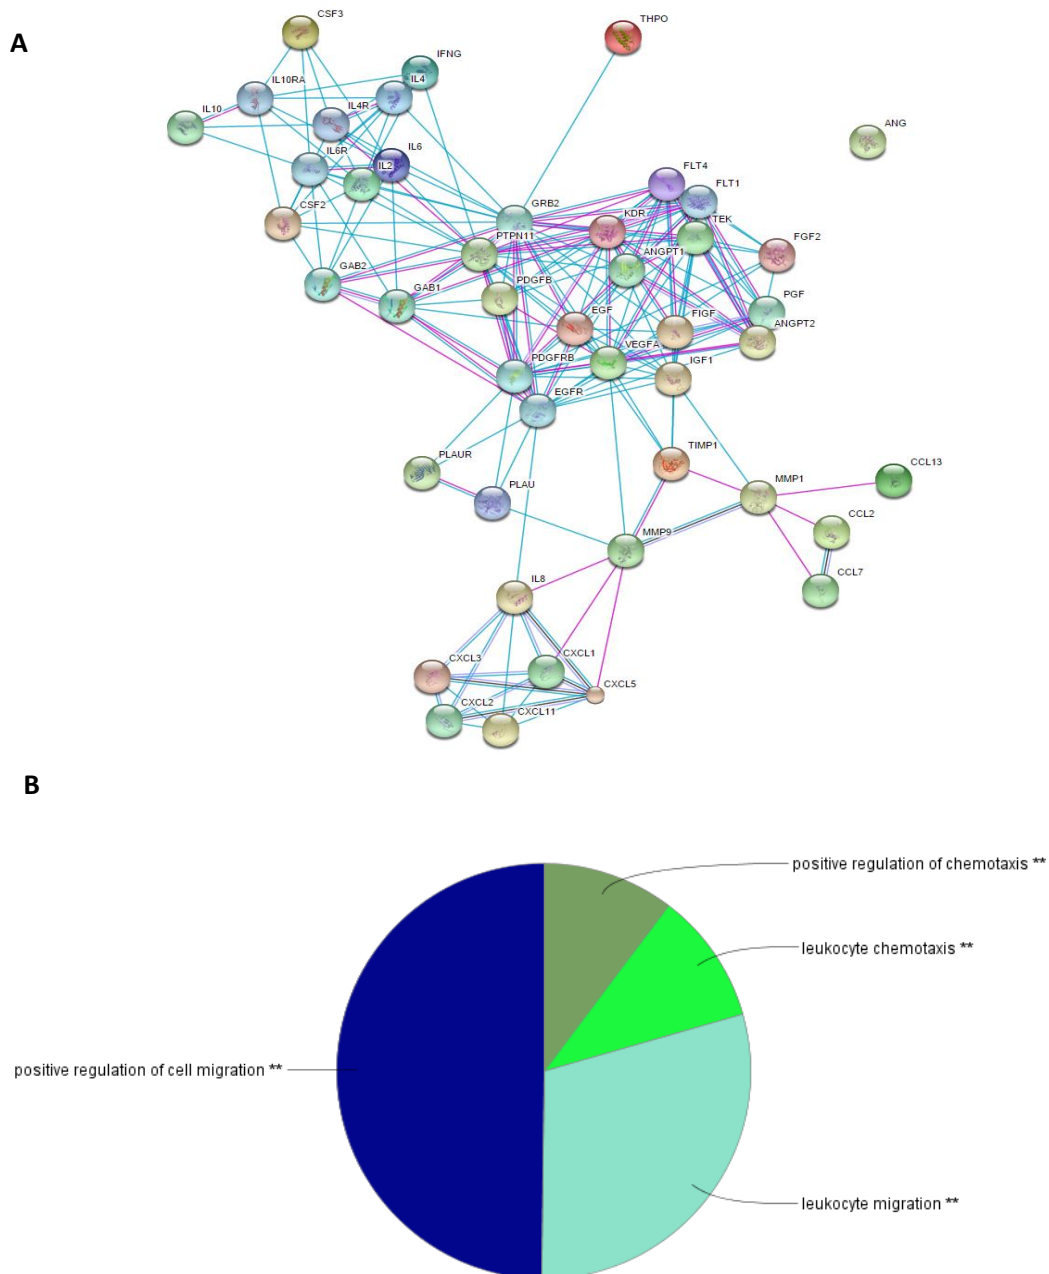 A
CSF3
THPO
IFNG
IL10RA
IL4
IL10
IL4R
ANG
IL6
IL6R
IL2
FLT4
FLT1
CSF2
GRB2
KDR
TEK
PTPN11
FGF2
ANGPT1
GAB2
PDGFB
GAB1
PGF
EGF
FIGF
ANGPT2
VEGFA
PDGFRB
IGF1
EGFR
TIMP1
PLAUR
CCL13
MMP1
PLAU
CCL2
MMP9
CCL7
IL8
CXCL3
CXCL1
CXCL5
CXCL2
CXCL11
B
positive regulation of chemotaxis **
leukocyte chemotaxis **
positive regulation of cell migration **
leukocyte migration **